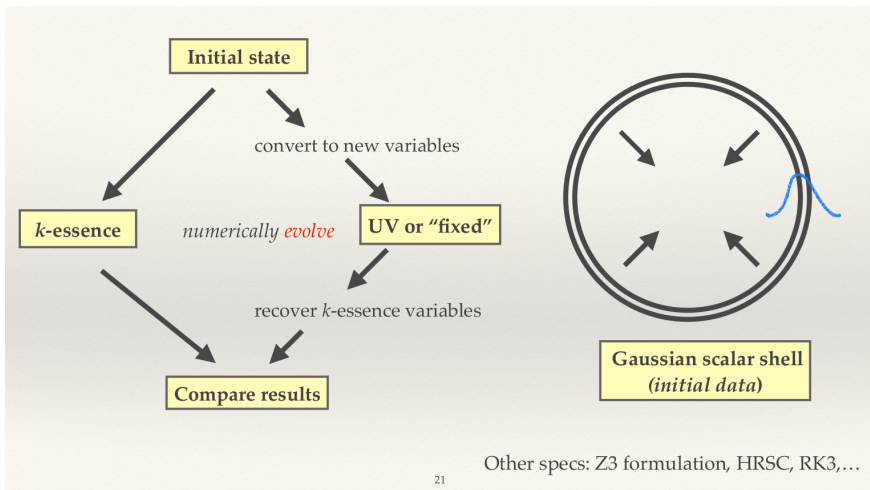 Initial state
convert to new variables
k-essence
numerically evolve
UV or “fixed”
recover k-essence variables
Compare results
Gaussian scalar shell
(initial data)
Other specs: Z3 formulation, HRSC, RK3,…
21